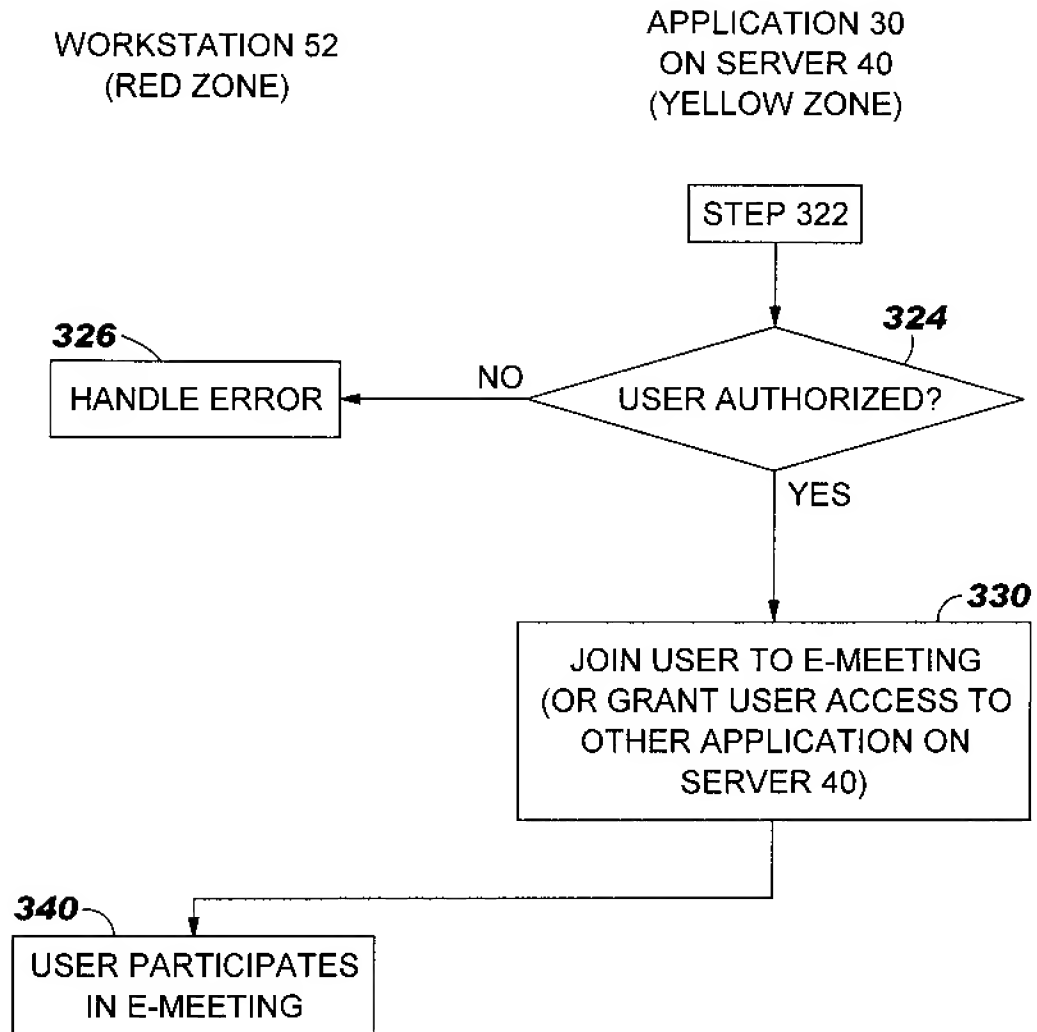 WORKSTATION 52
(RED ZONE)
APPLICATION 30
ON SERVER 40
(YELLOW ZONE)
STEP 322
324
USER AUTHORIZED?
NO
326
HANDLE ERROR
YES
330
JOIN USER TO E-MEETING
(OR GRANT USER ACCESS TO
OTHER APPLICATION ON
SERVER 40)
340
USER PARTICIPATES
IN E-MEETING